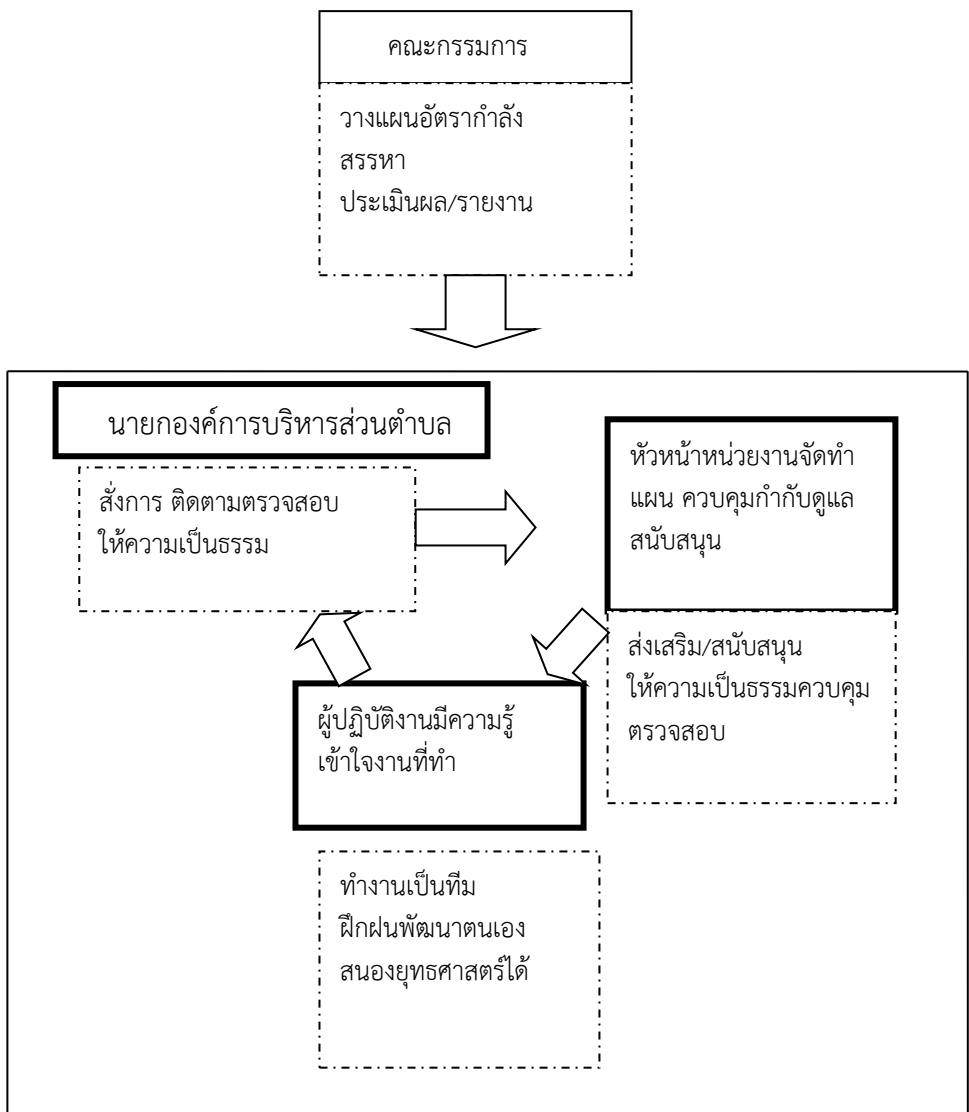 คณะกรรมการ
วางแผนอัตรากำลัง
สรรหา
ประเมินผล/รายงาน
นายกองค์การบริหารส่วนตำบล
สั่งการ ติดตามตรวจสอบ
ให้ความเป็นธรรม
หัวหน้าหน่วยงานจัดทำ
แผน ควบคุมกำกับดูแล
สนับสนุน
ส่งเสริม/สนับสนุน
ให้ความเป็นธรรมควบคุม
ตรวจสอบ
ผู้ปฏิบัติงานมีความรู้
เข้าใจงานที่ทำ
ทำงานเป็นทีม
ฝึกฝนพัฒนาตนเอง
สนองยุทธศาสตร์ได้